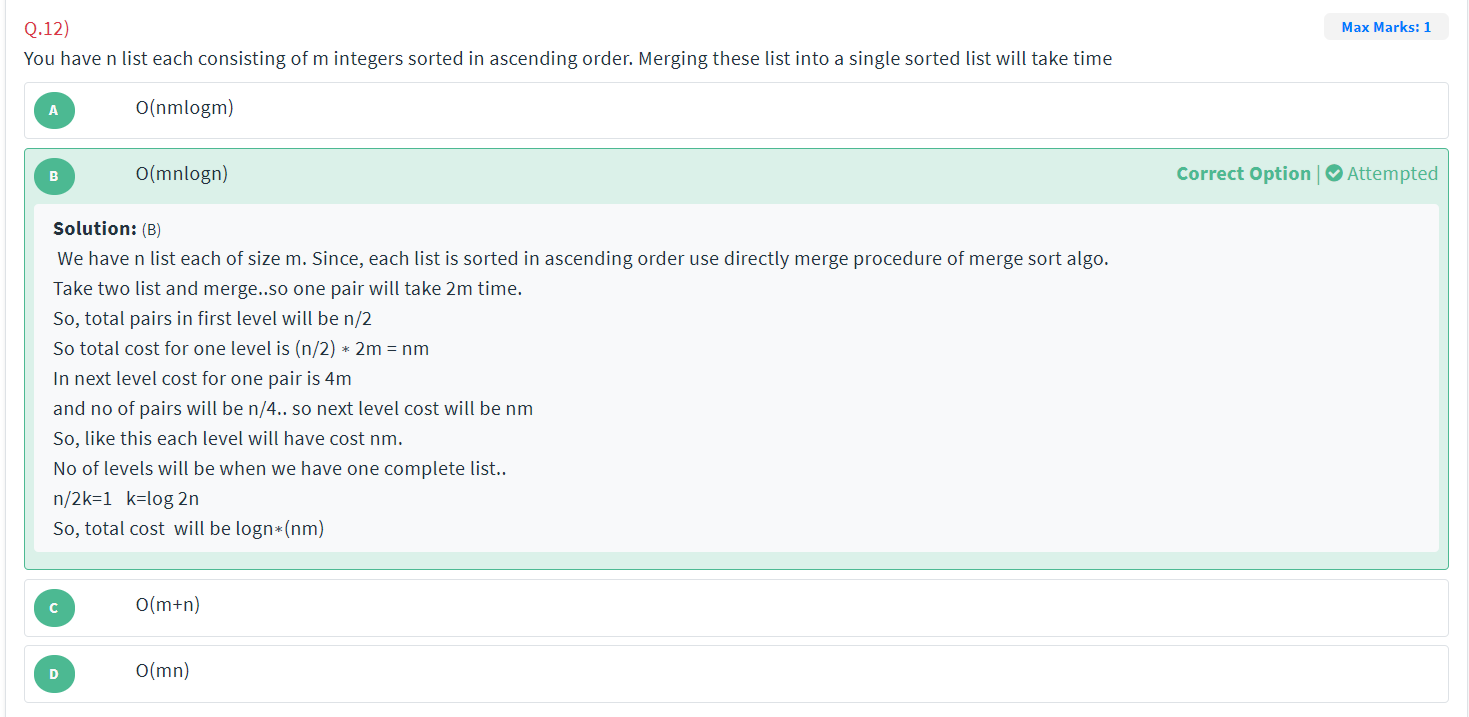 Q.12)
Max Marks: 1
You have n list each consisting of m integers sorted in ascending order. Merging these list into a single sorted list will take time
A O(nmlogm)
B O(mnlogn) Correct Option | Attempted
Solution: (B)
We have n list each of size m. Since, each list is sorted in ascending order use directly merge procedure of merge sort algo.
Take two list and merge..so one pair will take 2m time.
So, total pairs in first level will be n/2
So total cost for one level is (n/2) * 2m = nm
In next level cost for one pair is 4m
and no of pairs will be n/4.. so next level cost will be nm
So, like this each level will have cost nm.
No of levels will be when we have one complete list..
n/2k=1 k=log 2n
So, total cost will be logn*(nm)
C O(m+n)
D O(mn)